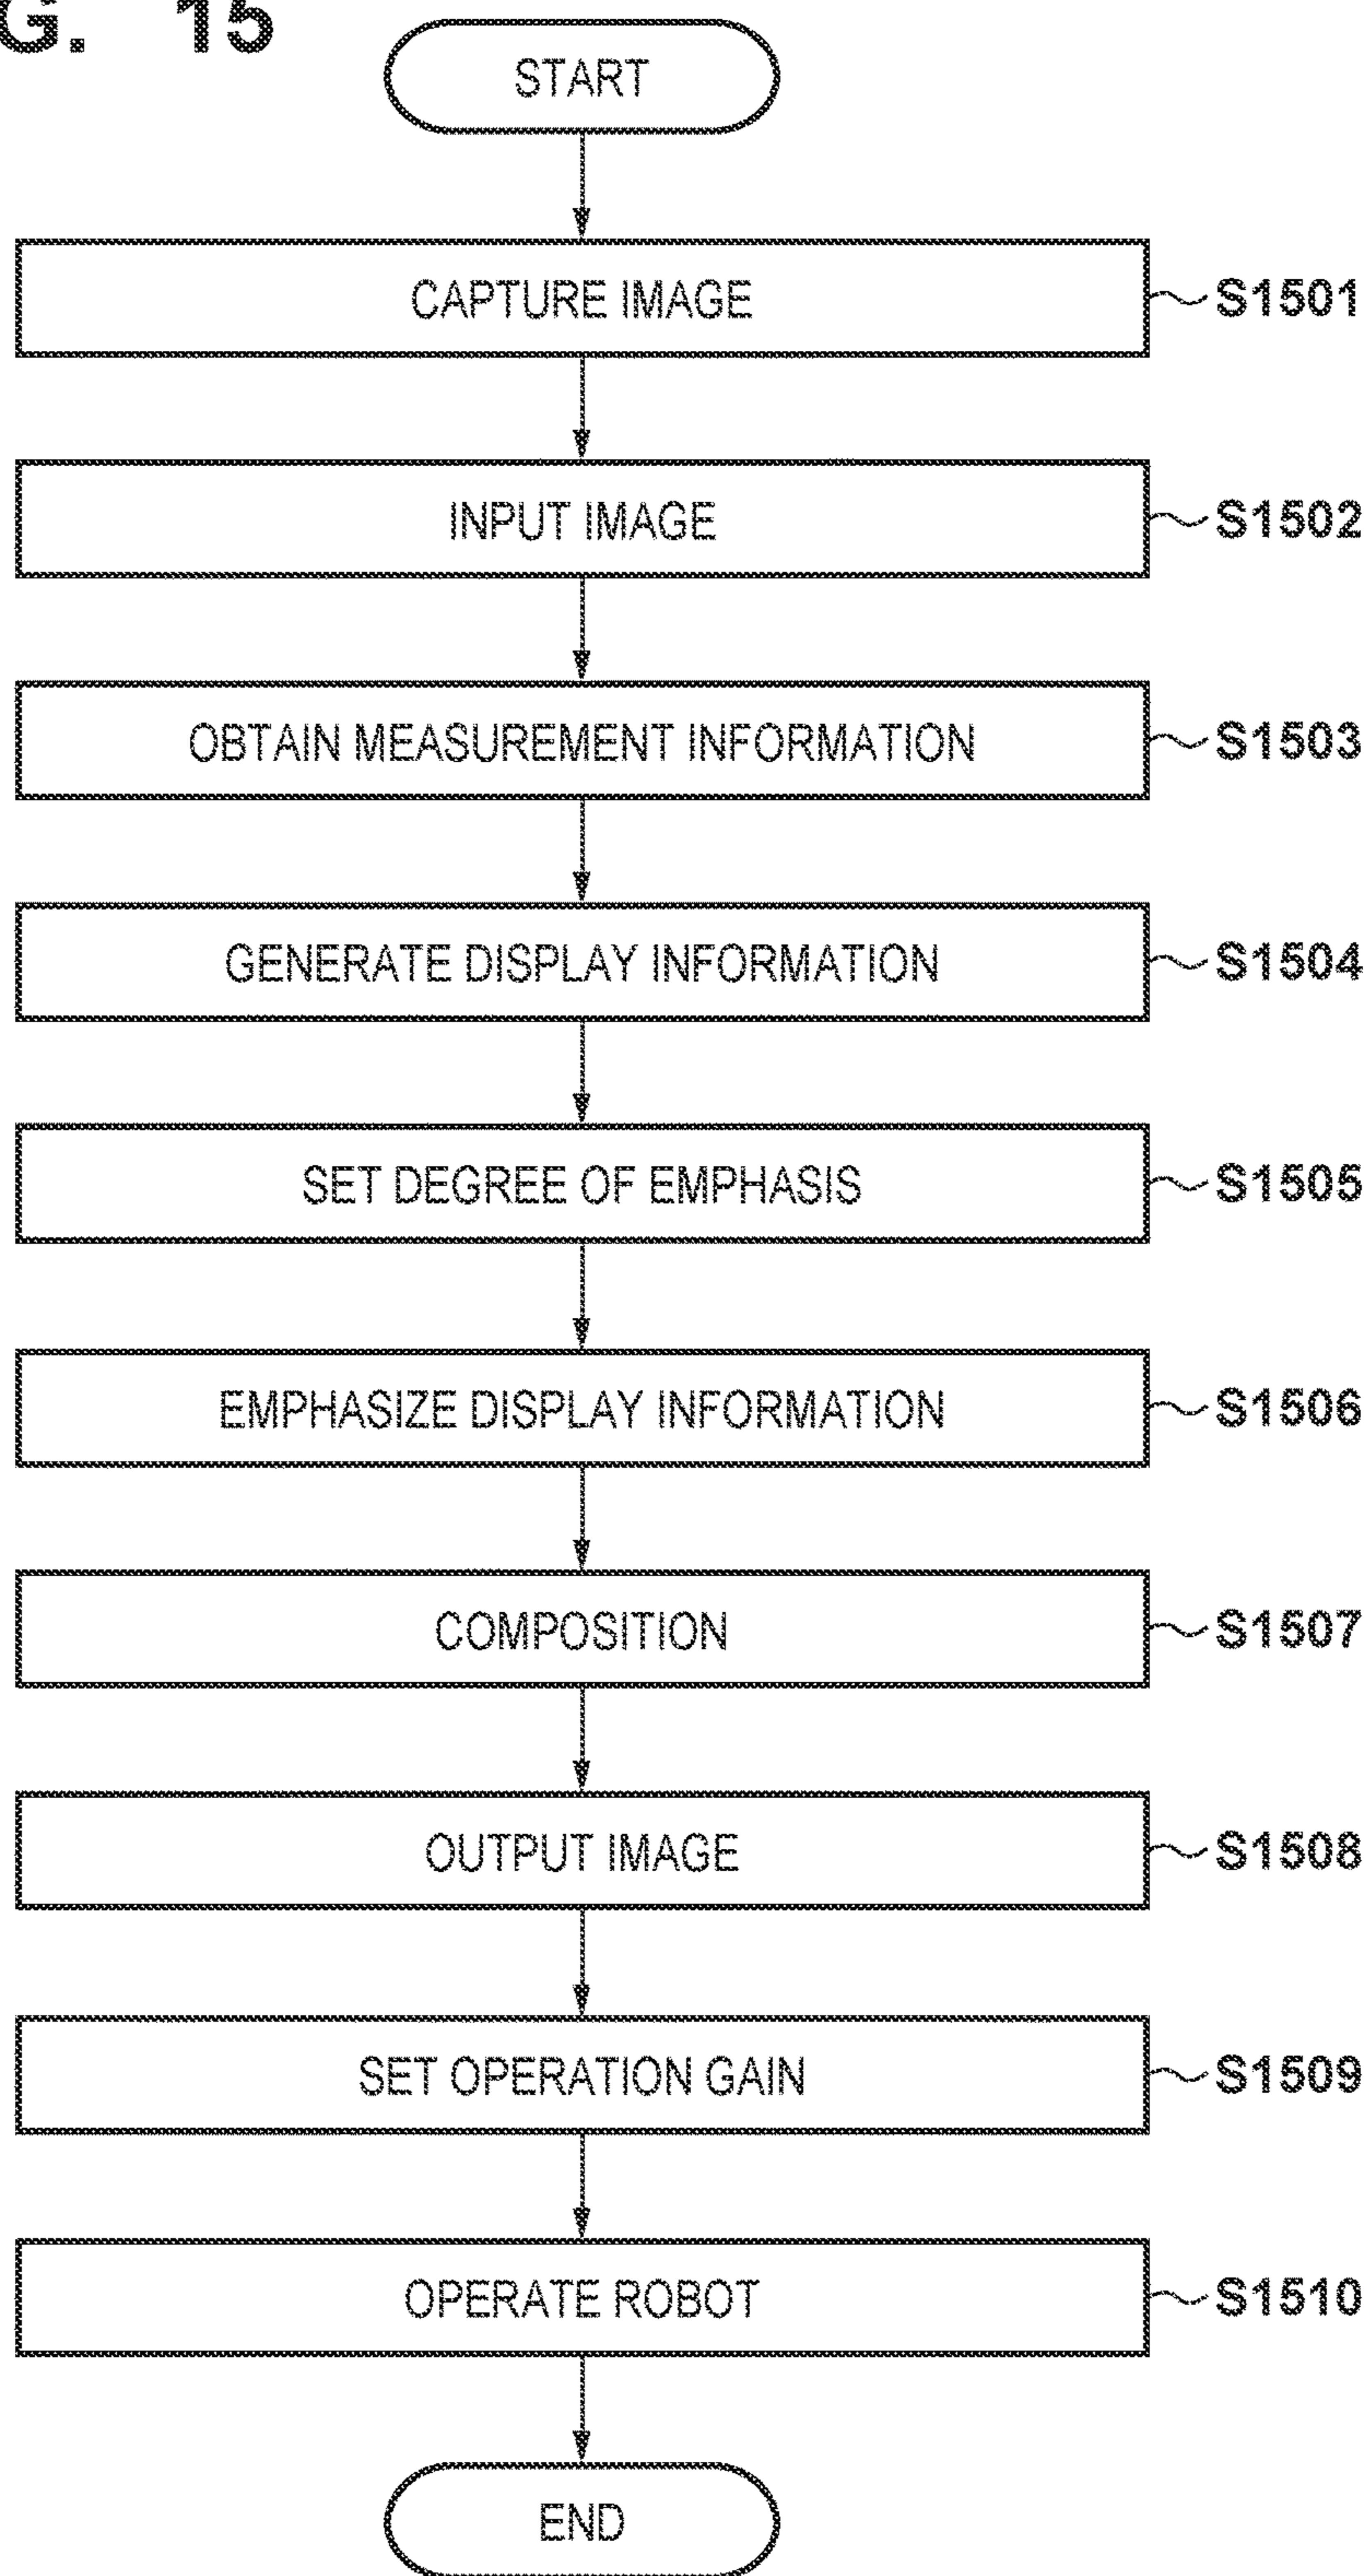 G. 15
START
CAPTURE IMAGE S1501
INPUT IMAGE S1502
OBTAIN MEASUREMENT INFORMATION S1503
GENERATE DISPLAY INFORMATION S1504
SET DEGREE OF EMPHASIS S1505
EMPHASIZE DISPLAY INFORMATION S1506
COMPOSITION S1507
OUTPUT IMAGE S1508
SET OPERATION GAIN S1509
OPERATE ROBOT S1510
END